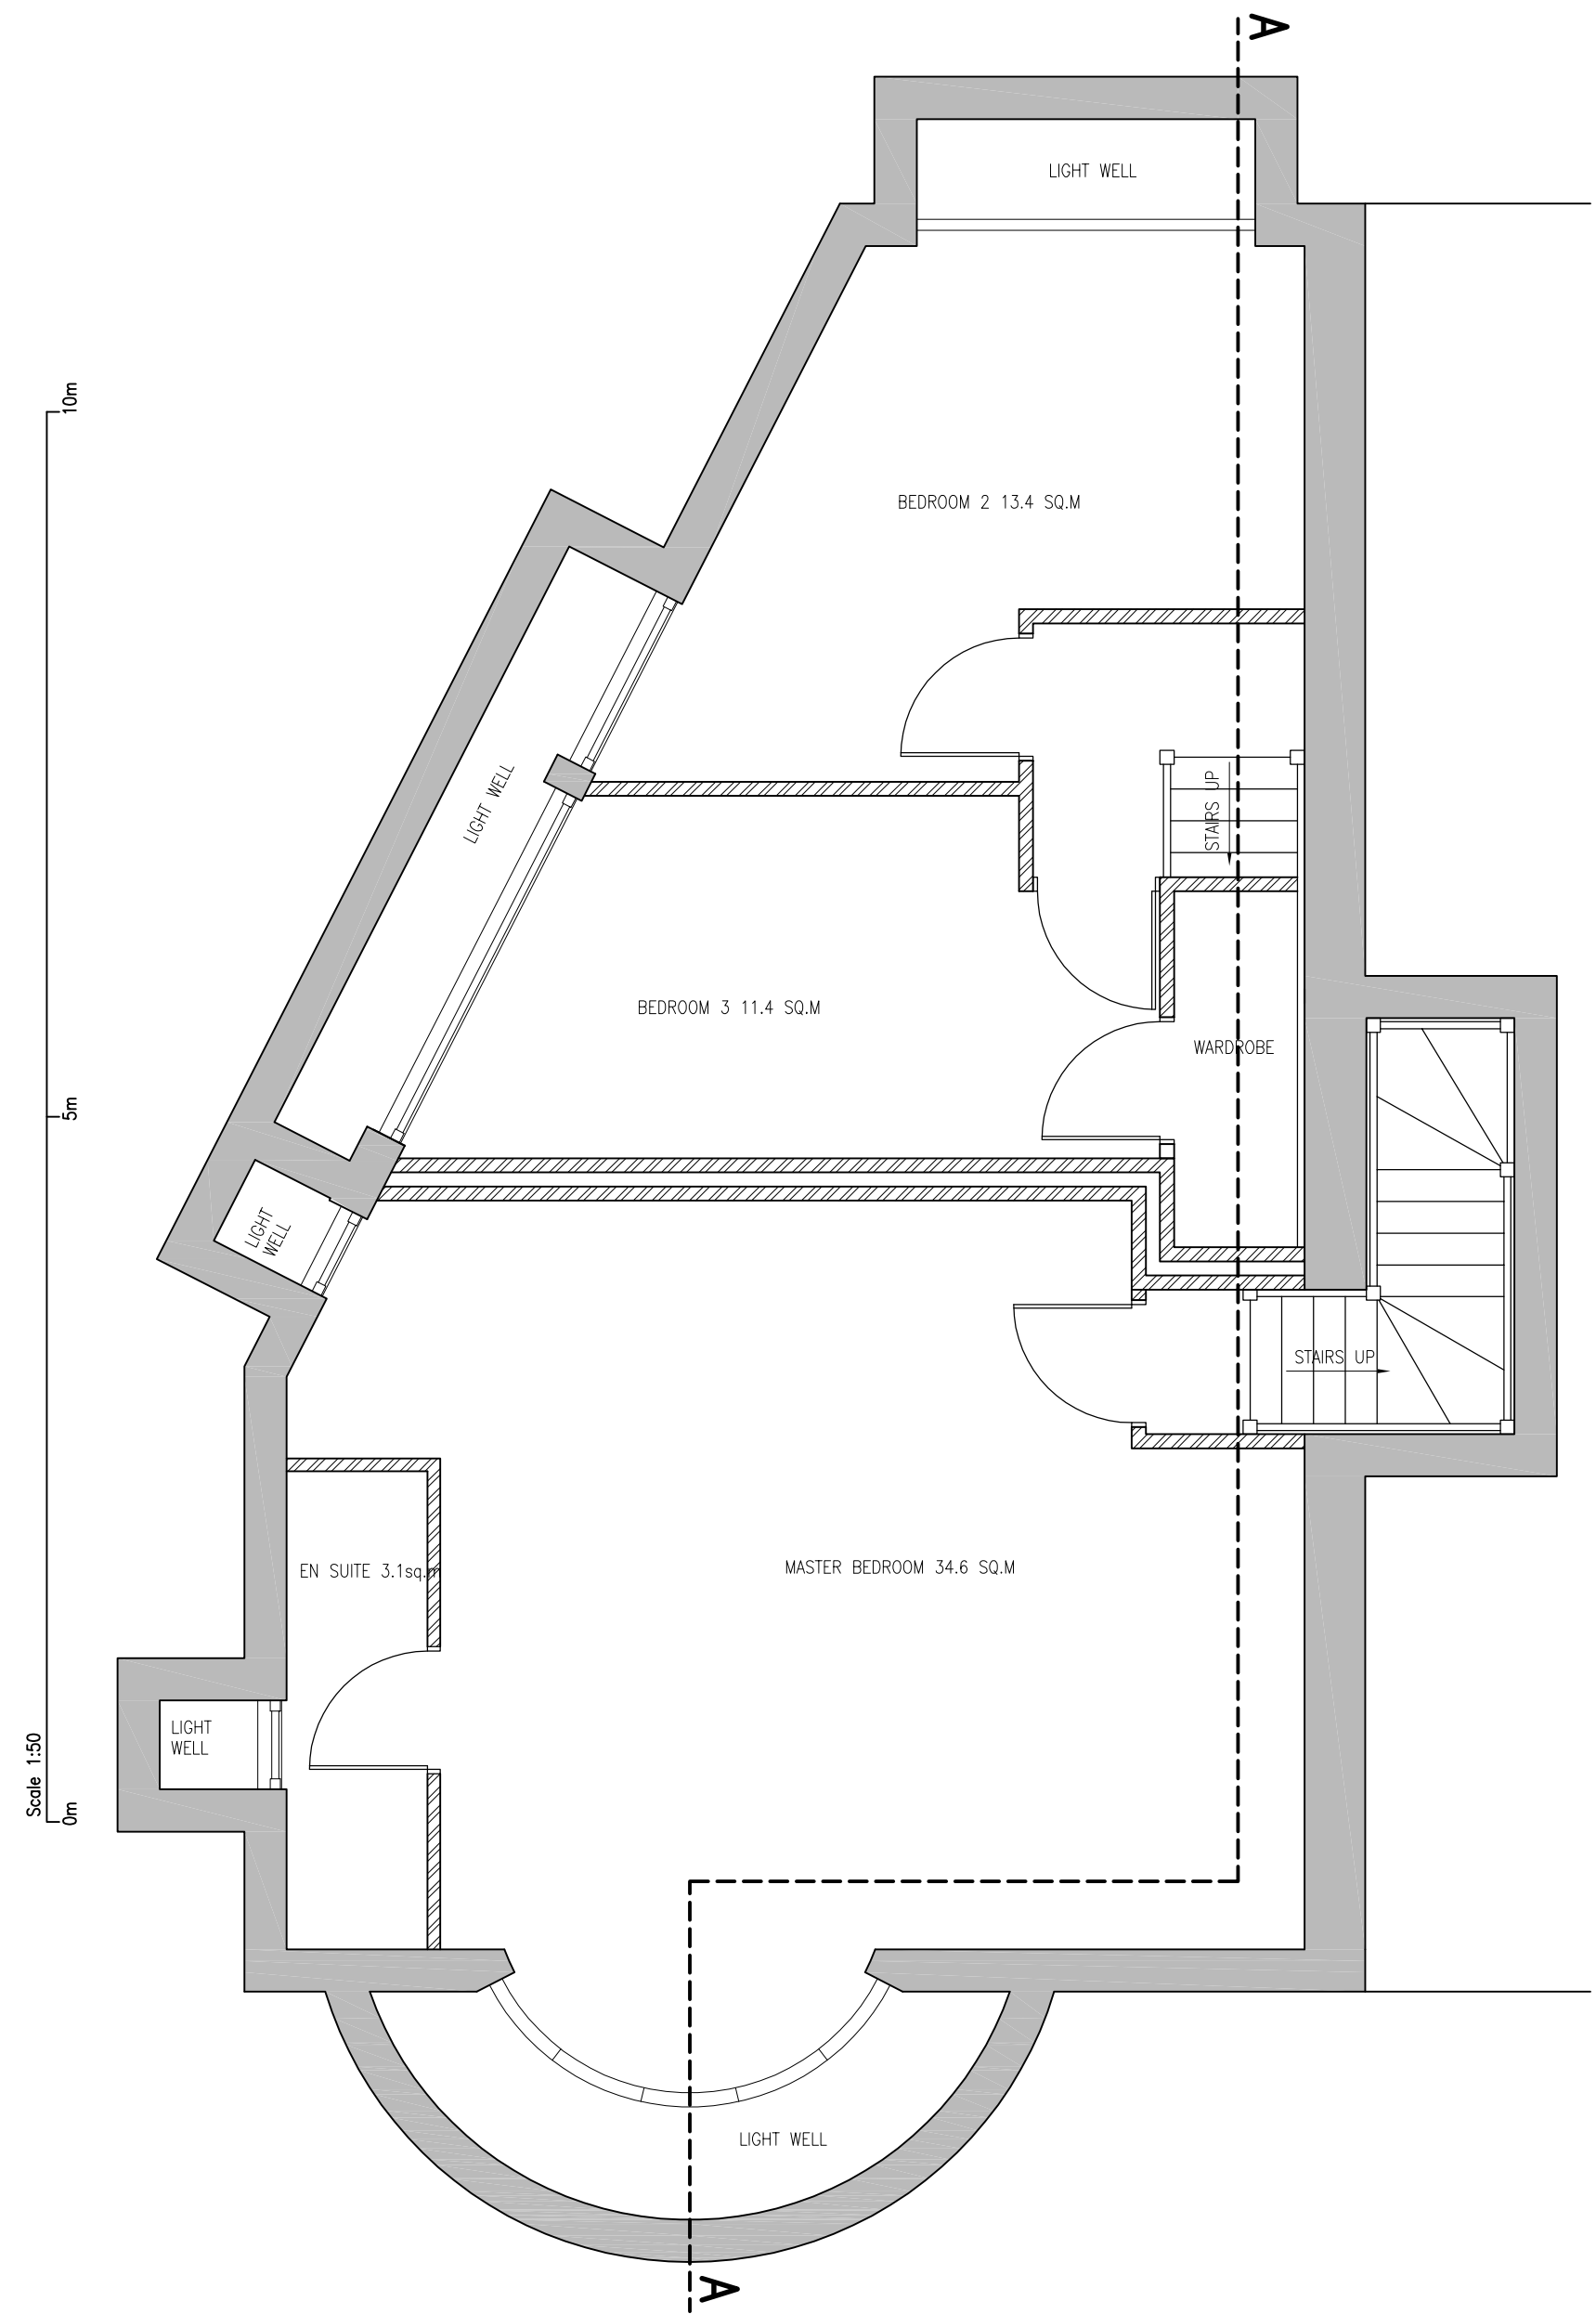 A
LIGHT WELL
10m
BEDROOM 2 13.4 SQ.M
STAIRS UP
LIGHT WELL
BEDROOM 3 11.4 SQ.M
WARDROBE
5m
LIGHT
WELL
STAIRS UP
EN SUITE 3.1sq.m
MASTER BEDROOM 34.6 SQ.M
LIGHT
WELL
Scale 1:50
0m
LIGHT WELL
A